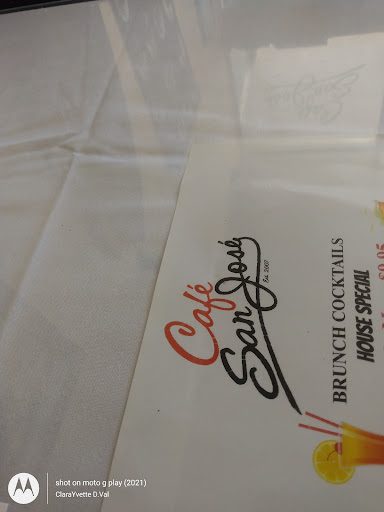 Café
San José
Est. 2007
BRUNCH COCKTAILS
HOUSE SPECIAL
shot on moto g play (2021)
ClaraYvette D.Val